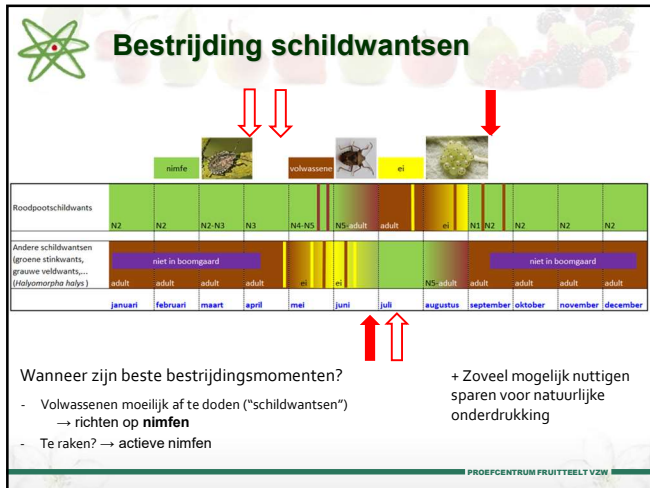 Bestrijding schildwantsen
nimfe
volwassene
ei
Roodpootschildwants
N2
N2
N2-N3
N3
N4-N5
N5-adult
adult
ei
N1
N2
N2
N2
N2
Andere schildwantsen
(groene stinkwants,
grauwe veldwants,...
(Halyomorpha halys)
niet in boomgaard
niet in boomgaard
adult
adult
adult
adult
ei
ei
N5-adult
adult
adult
adult
adult
januari
februari
maart
april
mei
juni
juli
augustus
september
oktober
november
december
Wanneer zijn beste bestrijdingsmomenten?
- Volwassenen moeilijk af te doden ("schildwantsen")
→ richten op nimfen
- Te raken? → actieve nimfen
+ Zoveel mogelijk nuttigen
sparen voor natuurlijke
onderdrukking
PROEFCENTRUM FRUITTEELT VZW